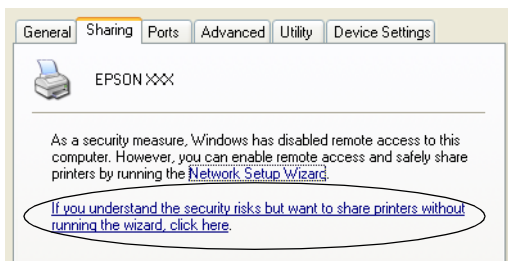 General Sharing Ports Advanced Utility Device Settings
EPSON XXX
As a security measure, Windows has disabled remote access to this
computer. However, you can enable remote access and safely share
printers by running the Network Setup Wizard.
If you understand the security risks but want to share printers without
running the wizard, click here.